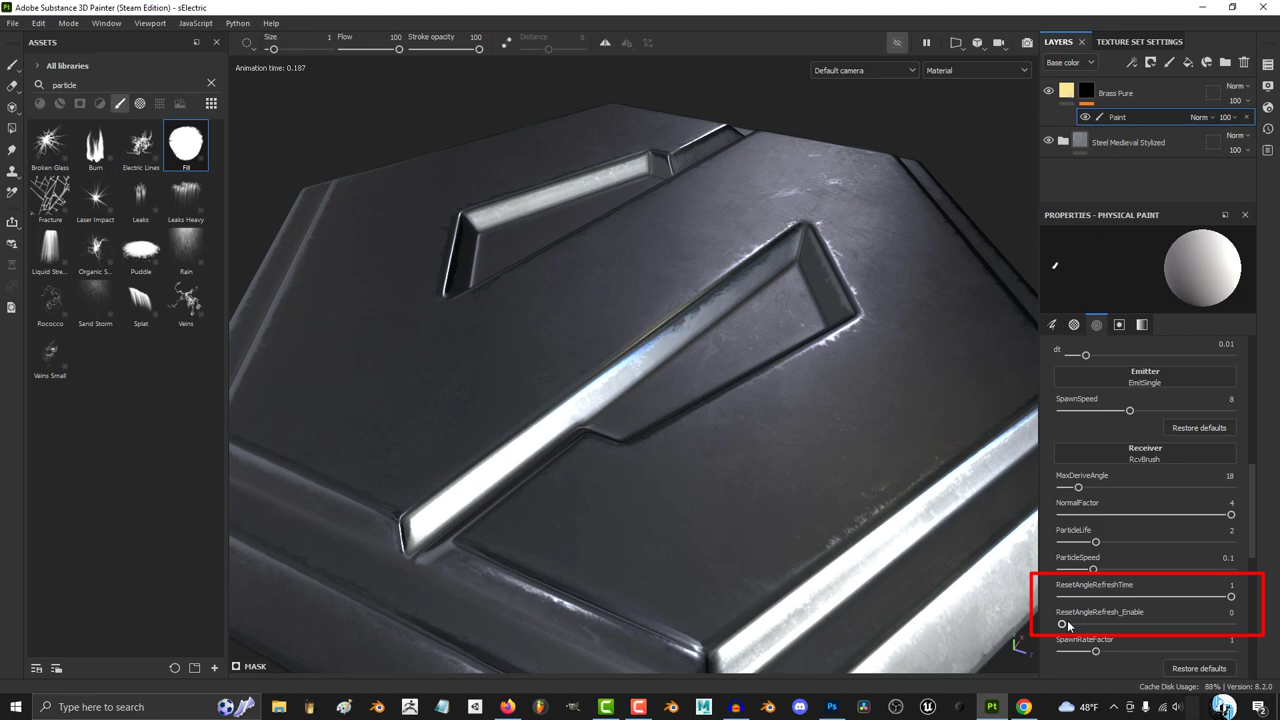 Adobe Substance 3D Painter (Steam Edition) - sElectric
File Edit Mode Window Viewport JavaScript Python Help
ASSETS
Size 1 Flow 100 Stroke opacity 100 Distance 8
All libraries
particle
Animation time: 0.187
Default camera
Material
Broken Glass Burn Electric Lines Fill
Fracture Laser Impact Leaks Leaks Heavy
Liquid Stre... Organic S... Puddle Rain
Rococco Sand Storm Splat Veins
Veins Small
MASK
LAYERS TEXTURE SET SETTINGS
Base color
Brass Pure Norm 100
Paint Norm 100
Steel Medieval Stylized Norm 100
PROPERTIES - PHYSICAL PAINT
dt 0.01
Emitter
EmitSingle
SpawnSpeed 8
Restore defaults
Receiver
RcvBrush
MaxDeriveAngle 18
NormalFactor 4
ParticleLife 2
ParticleSpeed 0.1
ResetAngleRefreshTime 1
ResetAngleRefresh_Enable 0
SpawnRateFactor 1
Restore defaults
Cache Disk Usage: 88% | Version: 8.2.0
Type here to search
48°F